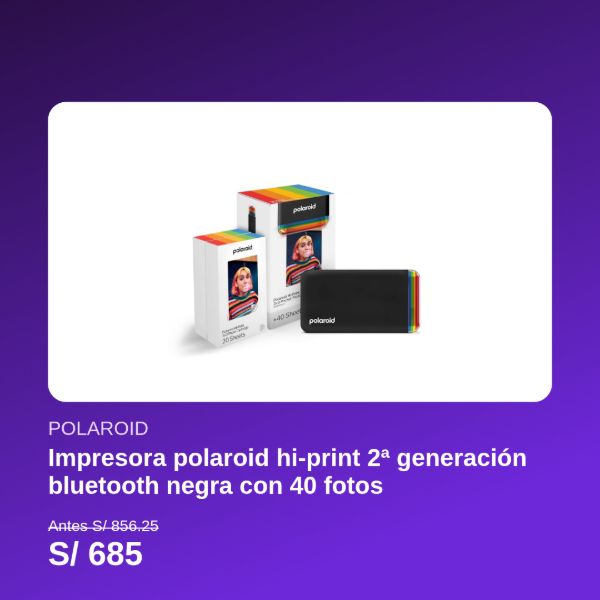 polaroid
polaroid
20 Sheets
+40 Sheets
polaroid
POLAROID
Impresora polaroid hi-print 2ª generación
bluetooth negra con 40 fotos
Antes S/ 856.25
S/ 685